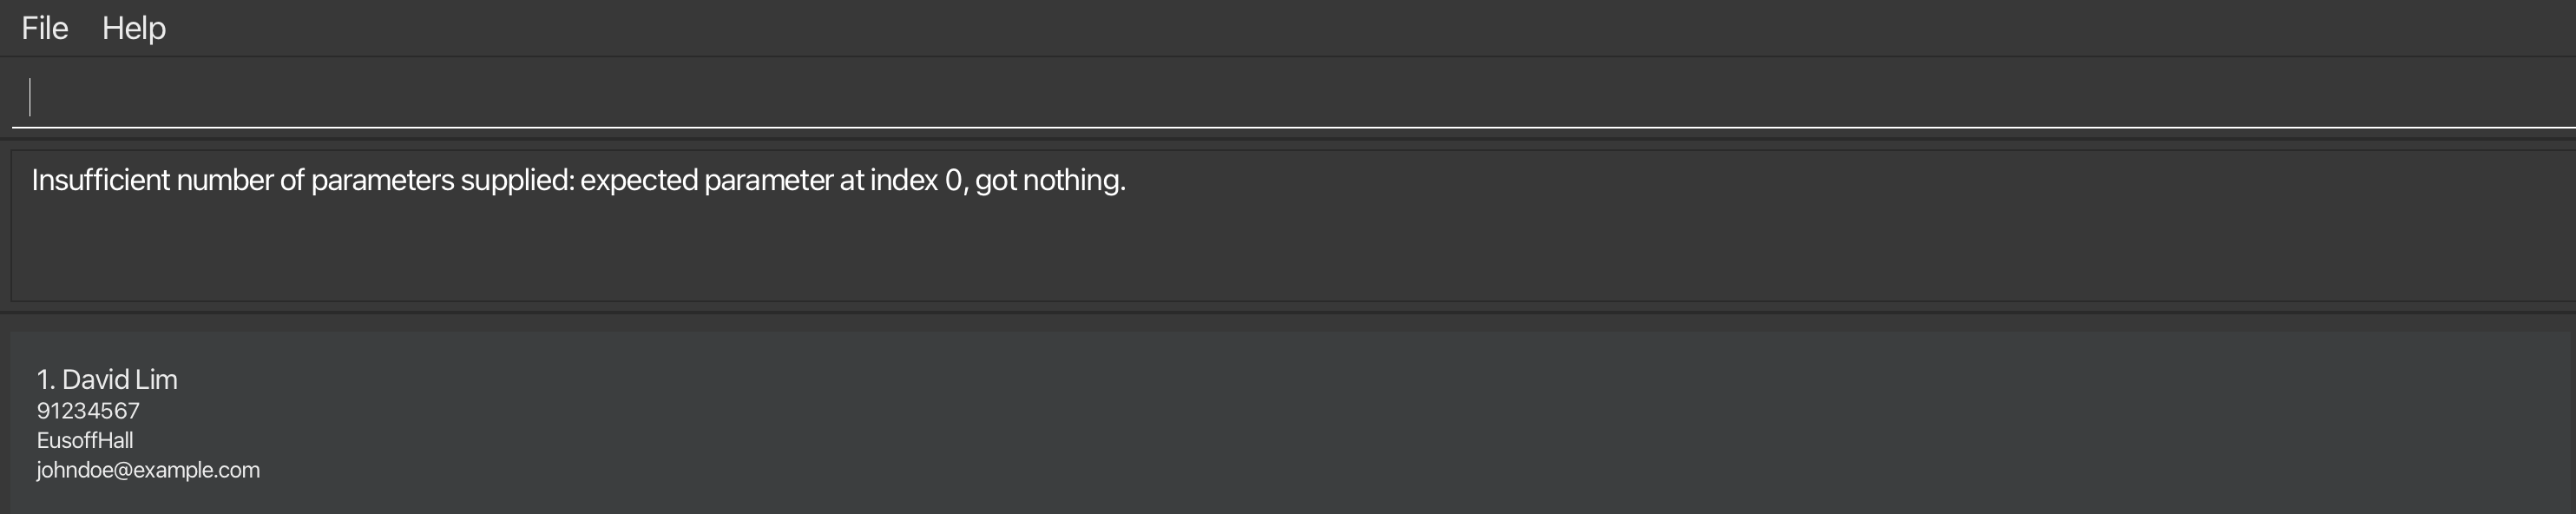 File Help
Insufficient number of parameters supplied: expected parameter at index 0, got nothing.
1. David Lim
91234567
EusoffHall
johndoe@example.com